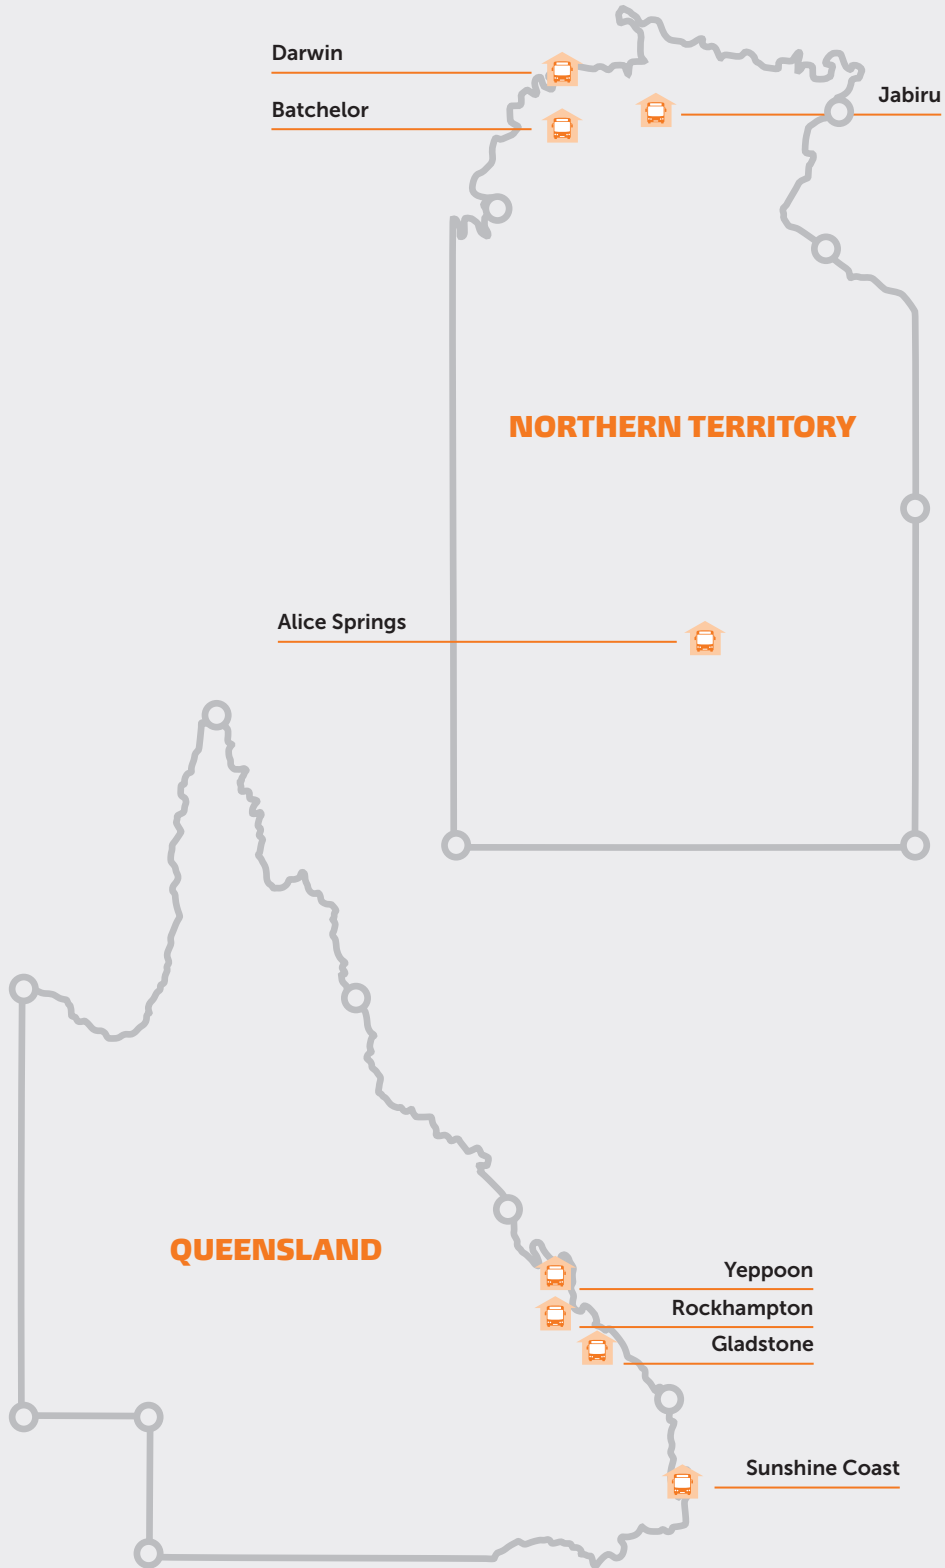 Darwin
Batchelor
Jabiru
NORTHERN TERRITORY
Alice Springs
QUEENSLAND
Yeppoon
Rockhampton
Gladstone
Sunshine Coast